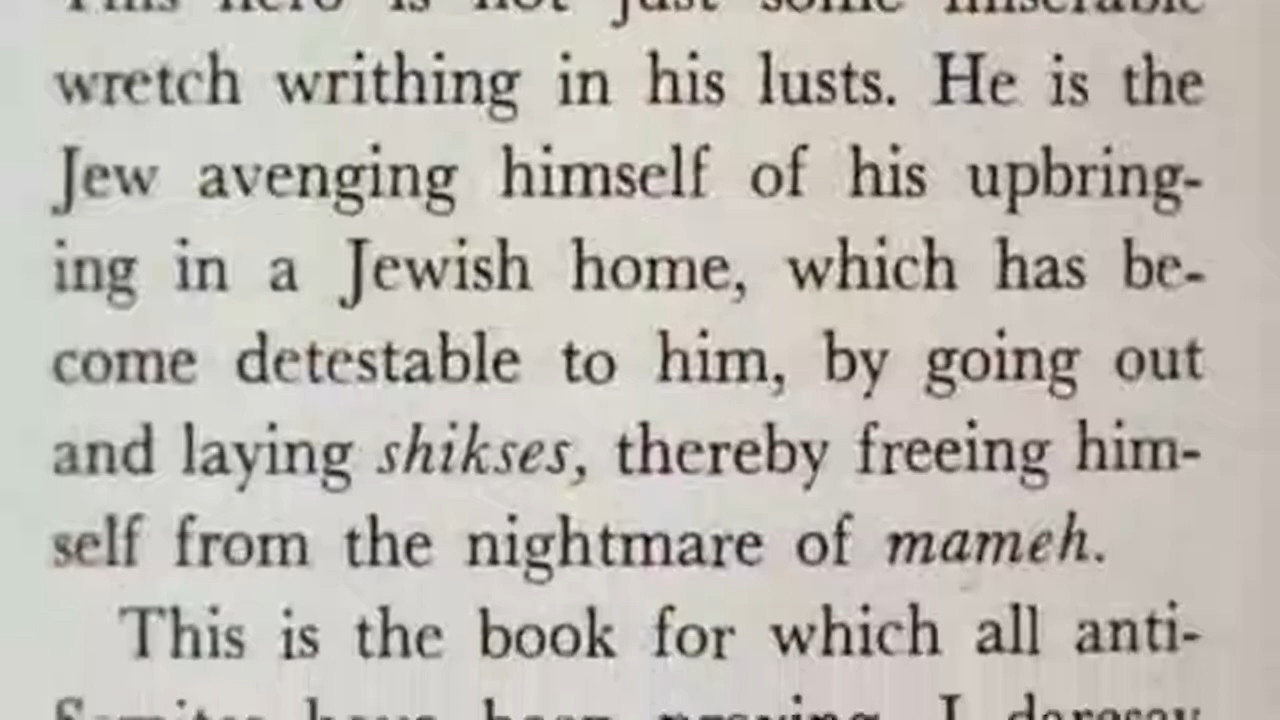 This hero is not just some miserable
wretch writhing in his lusts. He is the
Jew avenging himself of his upbring-
ing in a Jewish home, which has be-
come detestable to him, by going out
and laying shikses, thereby freeing him-
self from the nightmare of mameh.
This is the book for which all anti-
Semites have been praying. I daresay